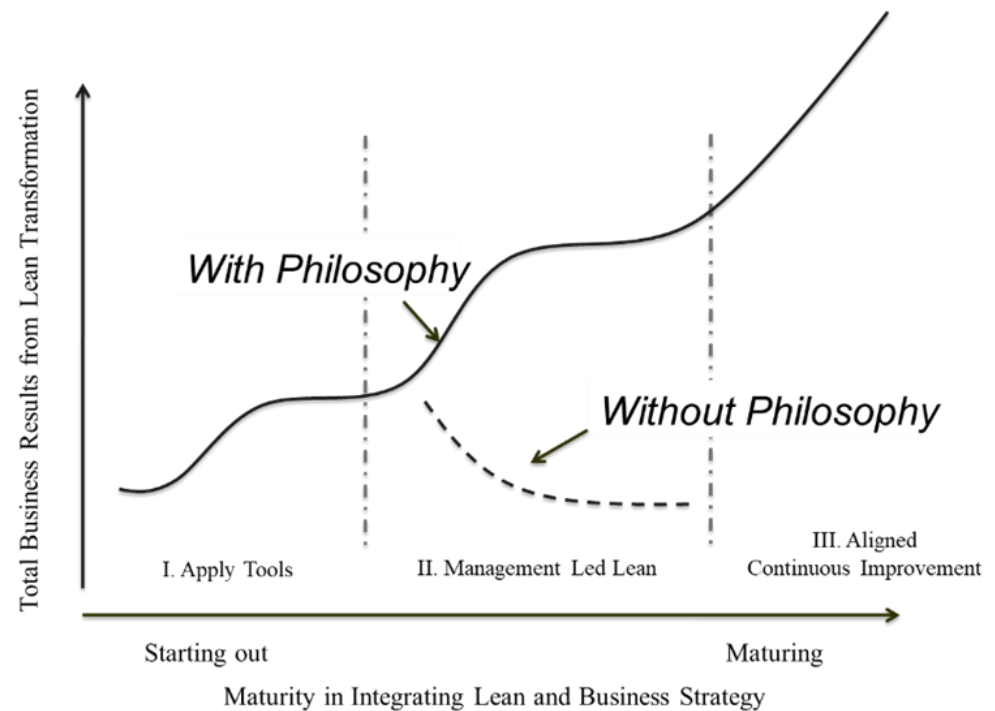 Total Business Results from Lean Transformation
With Philosophy
Without Philosophy
I. Apply Tools
II. Management Led Lean
III. Aligned
Continuous Improvement
Starting out
Maturing
Maturity in Integrating Lean and Business Strategy